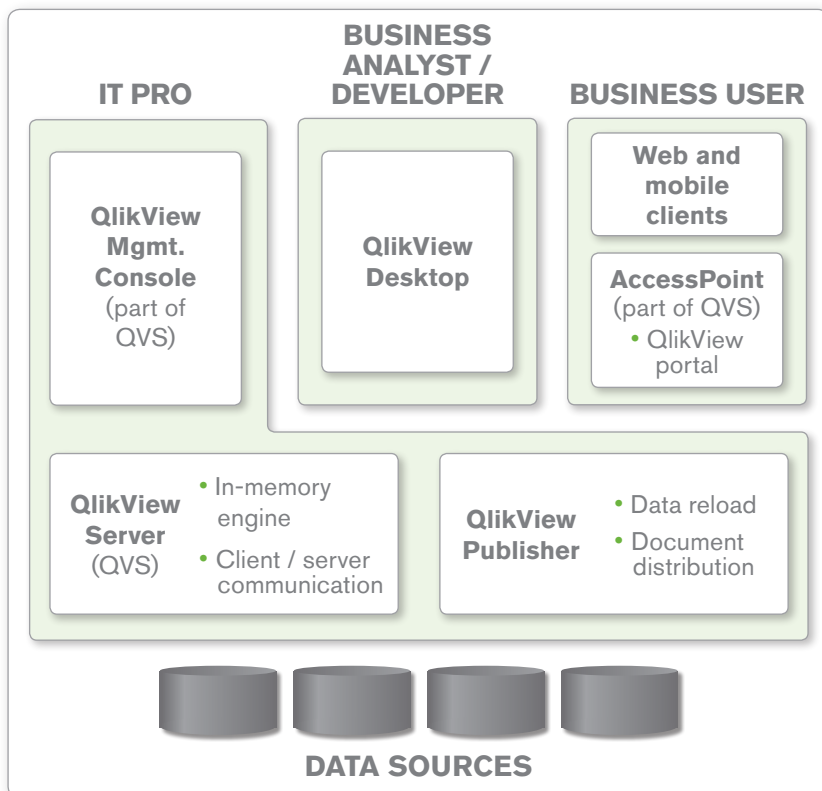 IT PRO
BUSINESS
ANALYST /
DEVELOPER
BUSINESS USER
QlikView
Mgmt.
Console
(part of
QVS)
QlikView
Desktop
Web and
mobile
clients
AccessPoint
(part of QVS)
• QlikView
portal
QlikView
Server
(QVS)
• In-memory
engine
• Client / server
communication
QlikView
Publisher
• Data reload
• Document
distribution
DATA SOURCES